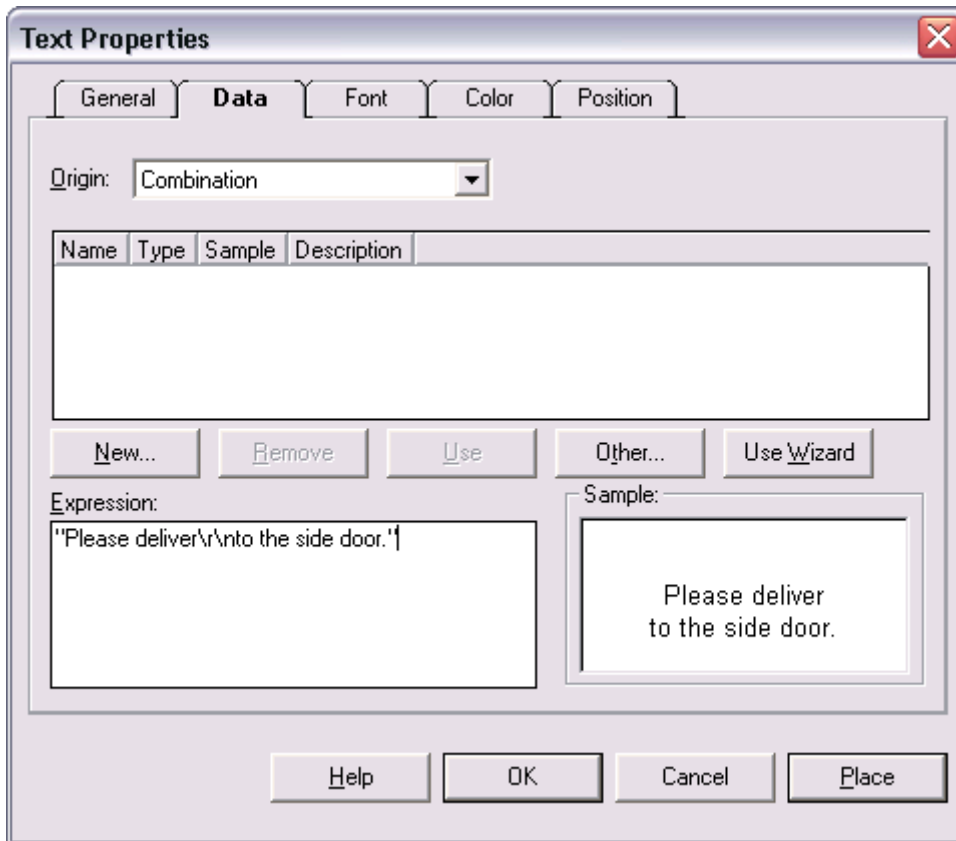 Text Properties
General Data Font Color Position
Origin: Combination
Name Type Sample Description
New... Remove Use Other... Use Wizard
Expression: Sample:
"Please deliver\r\nto the side door."
Please deliver
to the side door.
Help OK Cancel Place